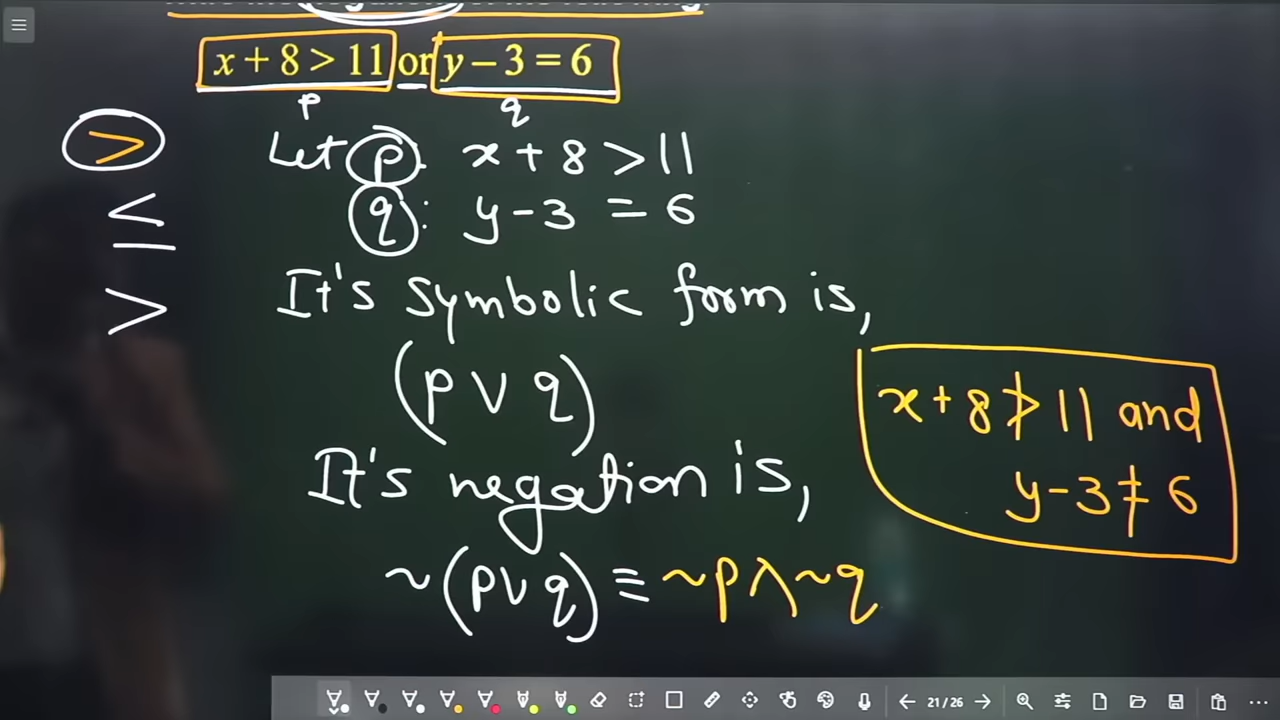 x + 8 > 11 or y – 3 = 6
p q
> Let p: x + 8 > 11
≤ q: y - 3 = 6
> It's symbolic form is,
(p ∨ q)
x + 8 ≯ 11 and
y - 3 ≠ 6
It's negation is,
~(p ∨ q) ≡ ~p ∧ ~q
21 / 26